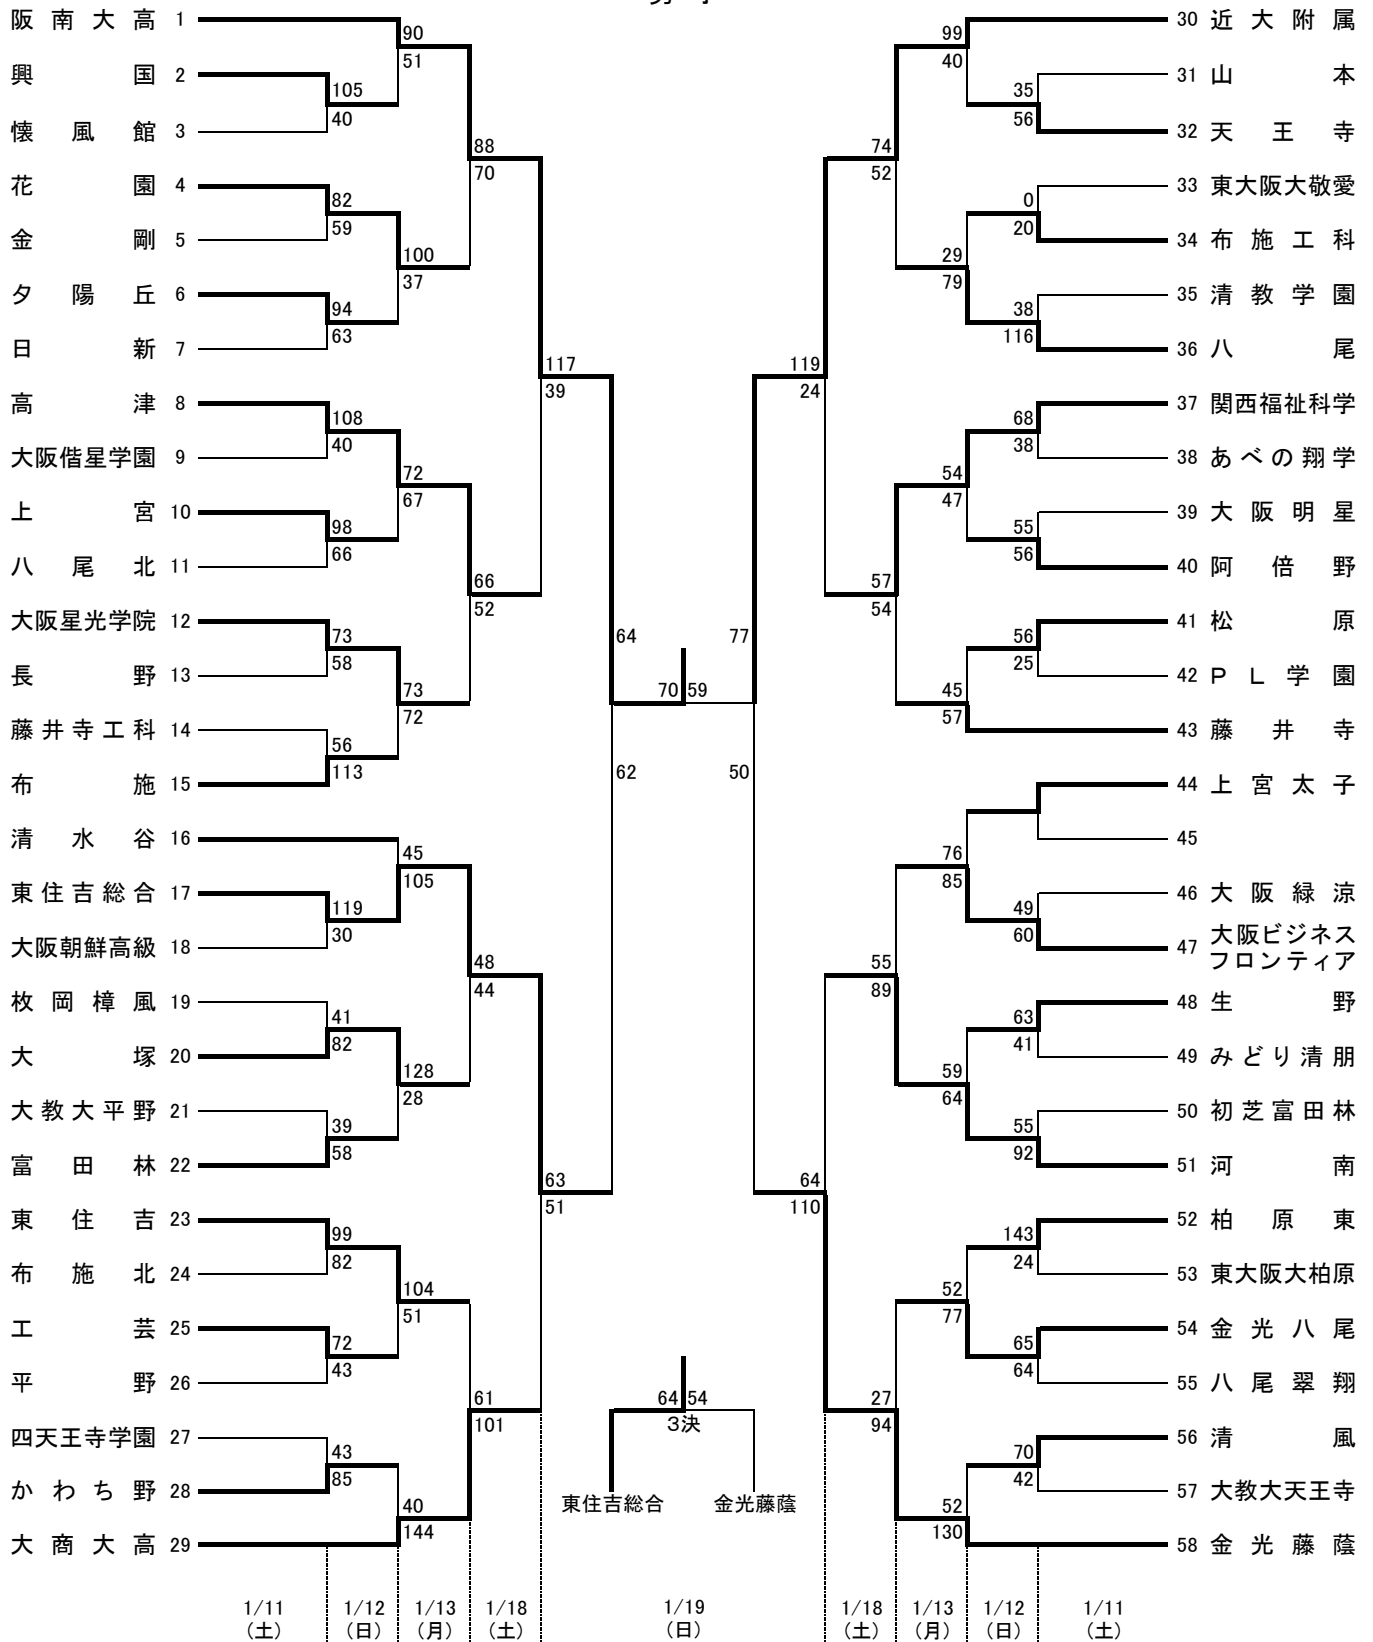 阪南大高 1
興国 2
懐風館 3
花園 4
金剛 5
夕陽丘 6
日新 7
高津 8
大阪偕星学園 9
上宮 10
八尾北 11
大阪星光学院 12
長野 13
藤井寺工科 14
布施 15
清水谷 16
東住吉総合 17
大阪朝鮮高級 18
枚岡樟風 19
大塚 20
大教大平野 21
富田林 22
東住吉 23
布施北 24
工芸 25
平野 26
四天王寺学園 27
かわち野 28
大商大高 29
105
40
82
59
94
63
108
40
98
66
73
58
56
113
119
30
41
82
39
58
99
82
72
43
43
85
90
51
100
37
72
67
73
72
45
105
128
28
104
51
40
144
88
70
66
52
48
44
61
101
117
39
63
51
64
62
70 59
77
50
64 54
3決
東住吉総合 金光藤蔭
119
24
64
110
74
52
57
54
55
89
27
94
99
40
29
79
54
47
45
57
76
85
59
64
52
77
52
130
35
56
0
20
38
116
68
38
55
56
56
25
49
60
63
41
55
92
143
24
65
64
70
42
30 近大附属
31 山本
32 天王寺
33 東大阪大敬愛
34 布施工科
35 清教学園
36 八尾
37 関西福祉科学
38 あべの翔学
39 大阪明星
40 阿倍野
41 松原
42 PL学園
43 藤井寺
44 上宮太子
45
46 大阪緑涼
47 大阪ビジネス
フロンティア
48 生野
49 みどり清朋
50 初芝富田林
51 河南
52 柏原東
53 東大阪大柏原
54 金光八尾
55 八尾翠翔
56 清風
57 大教大天王寺
58 金光藤蔭
1/11 1/12 1/13 1/18 1/19 1/18 1/13 1/12 1/11
(土) (日) (月) (土) (日) (土) (月) (日) (土)